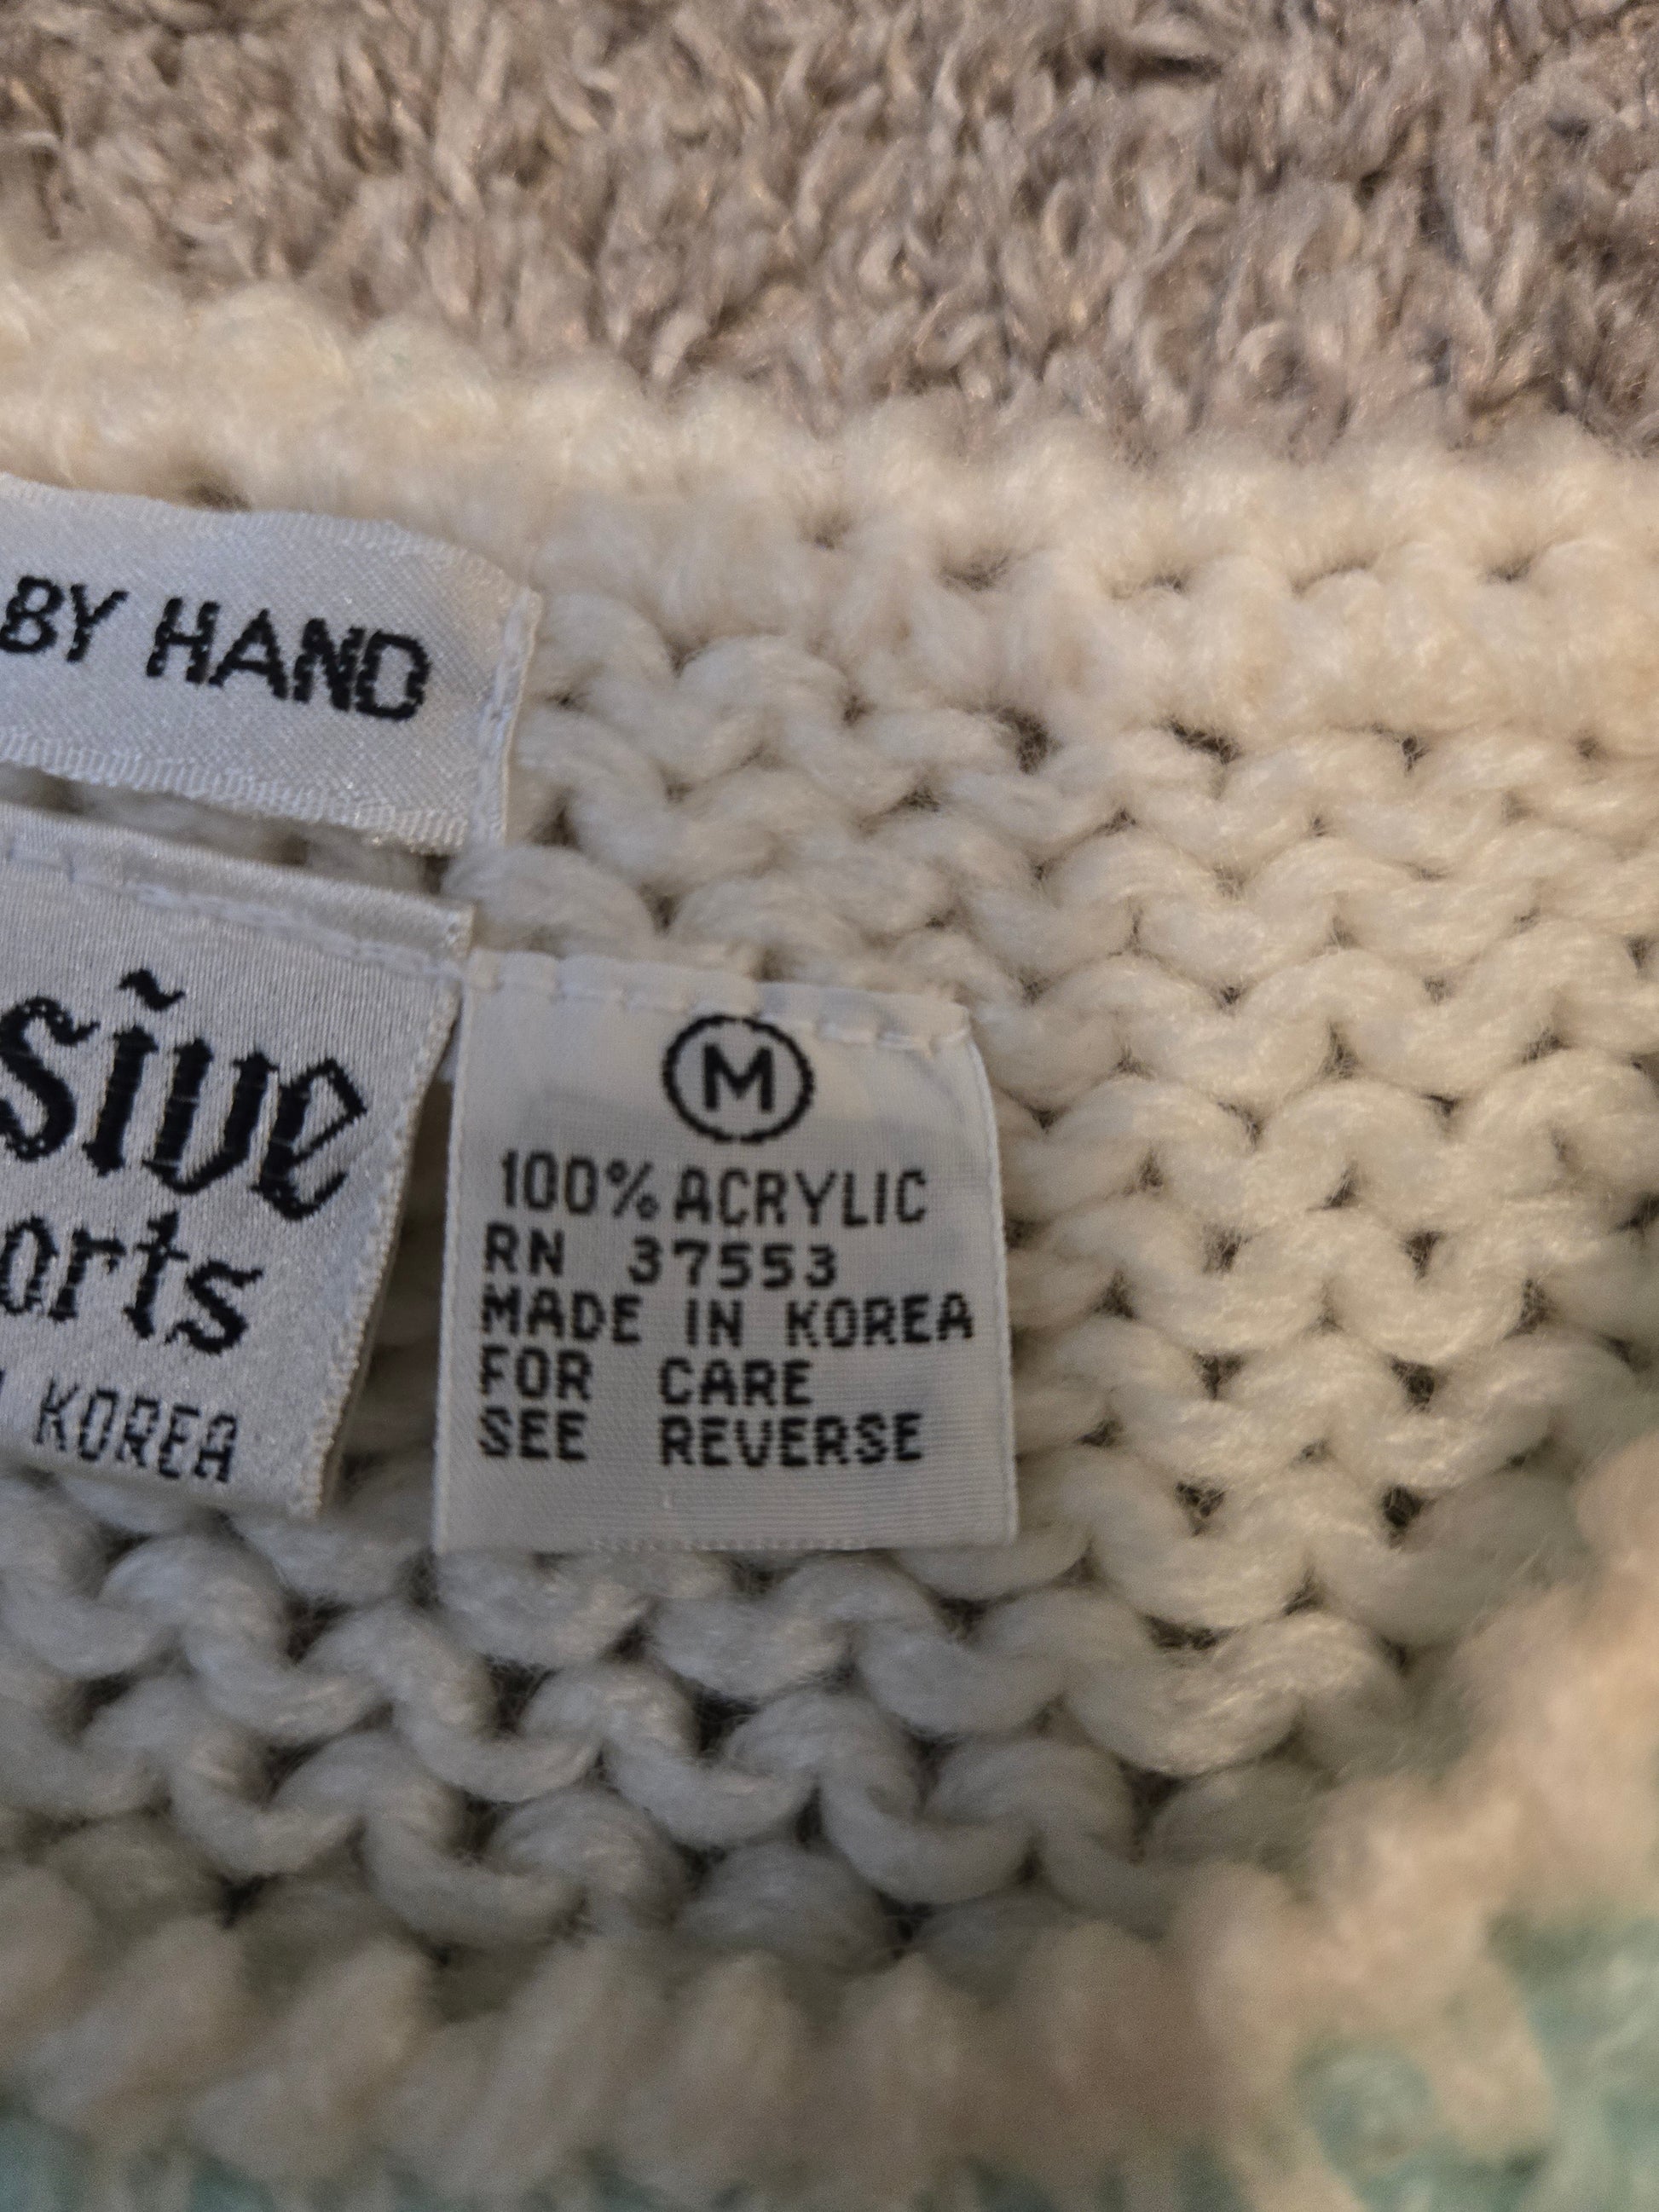 BY HAND
sive
orts
KOREA
M
100% ACRYLIC
RN 37553
MADE IN KOREA
FOR CARE
SEE REVERSE